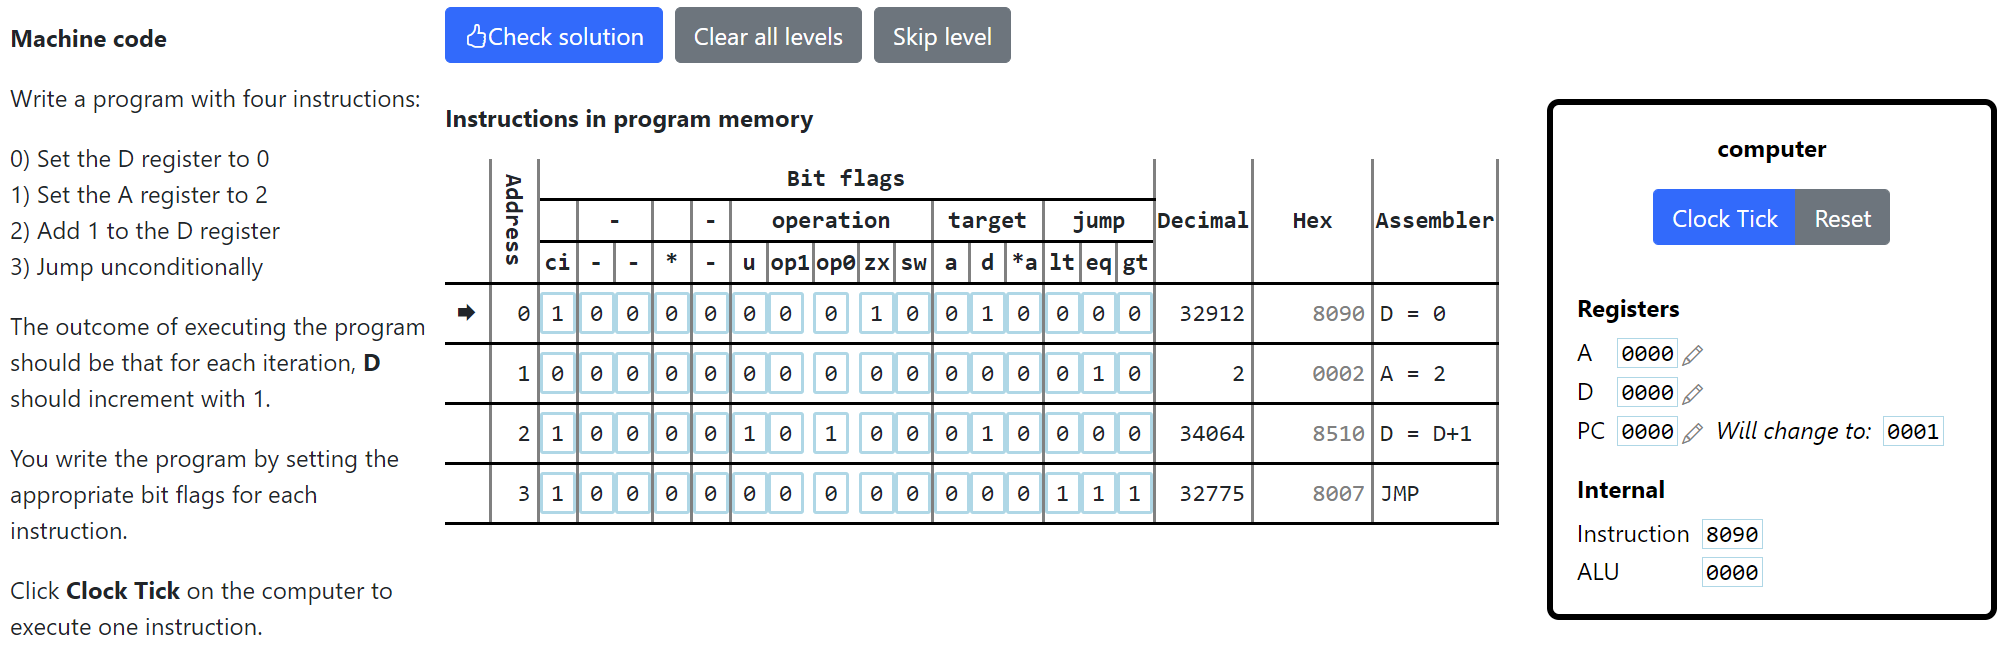 Machine code
Write a program with four instructions:
0) Set the D register to 0
1) Set the A register to 2
2) Add 1 to the D register
3) Jump unconditionally
The outcome of executing the program
should be that for each iteration, D
should increment with 1.
You write the program by setting the
appropriate bit flags for each
instruction.
Click Clock Tick on the computer to
execute one instruction.
Check solution Clear all levels Skip level
Instructions in program memory
Address Bit flags Decimal Hex Assembler
- - operation target jump
ci - - * - u op1 op0 zx sw a d *a lt eq gt
0 1 0 0 0 0 0 0 0 1 0 0 1 0 0 0 0 32912 8090 D = 0
1 0 0 0 0 0 0 0 0 0 0 0 0 0 0 1 0 2 0002 A = 2
2 1 0 0 0 0 1 0 1 0 0 0 1 0 0 0 0 34064 8510 D = D+1
3 1 0 0 0 0 0 0 0 0 0 0 0 0 1 1 1 32775 8007 JMP
computer
Clock Tick Reset
Registers
A 0000
D 0000
PC 0000 Will change to: 0001
Internal
Instruction 8090
ALU 0000